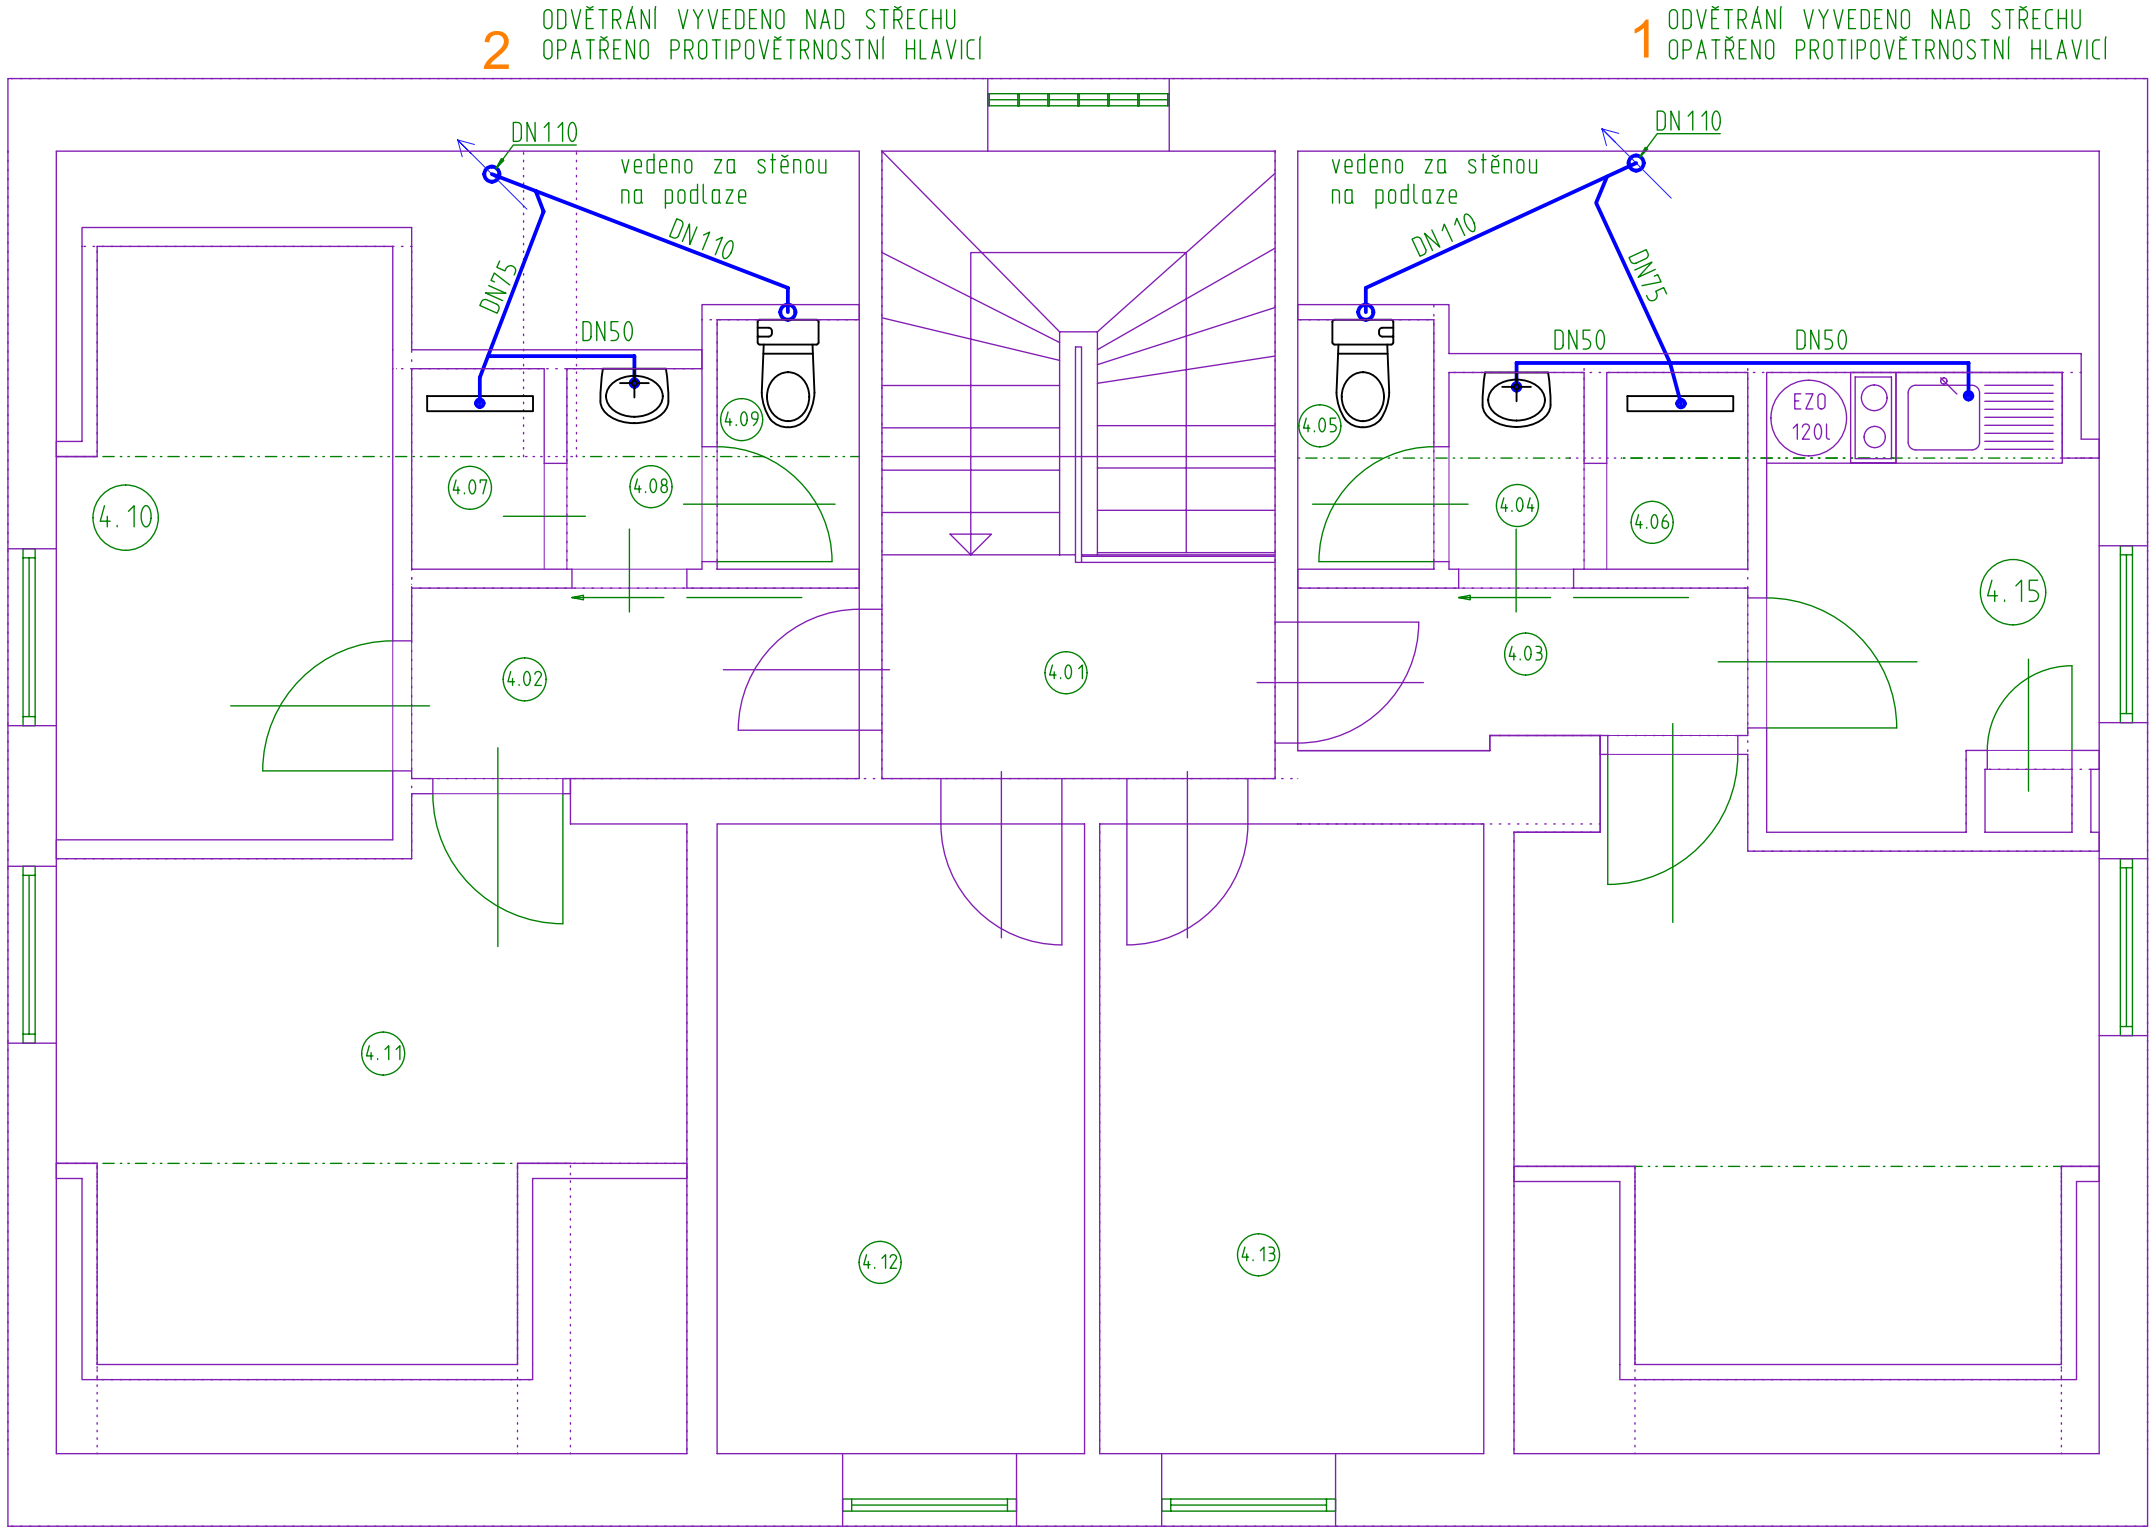 2
ODVĚTRÁNÍ VYVEDENO NAD STŘECHU
OPATŘENO PROTIPOVĚTRNOSTNÍ HLAVICÍ
1
ODVĚTRÁNÍ VYVEDENO NAD STŘECHU
OPATŘENO PROTIPOVĚTRNOSTNÍ HLAVICÍ
DN110
vedeno za stěnou
na podlaze
DN110
DN75
DN50
vedeno za stěnou
na podlaze
DN110
DN110
DN75
DN50
DN50
EZO
120l
4.09
4.05
4.07
4.08
4.04
4.06
4.10
4.15
4.02
4.01
4.03
4.11
4.12
4.13